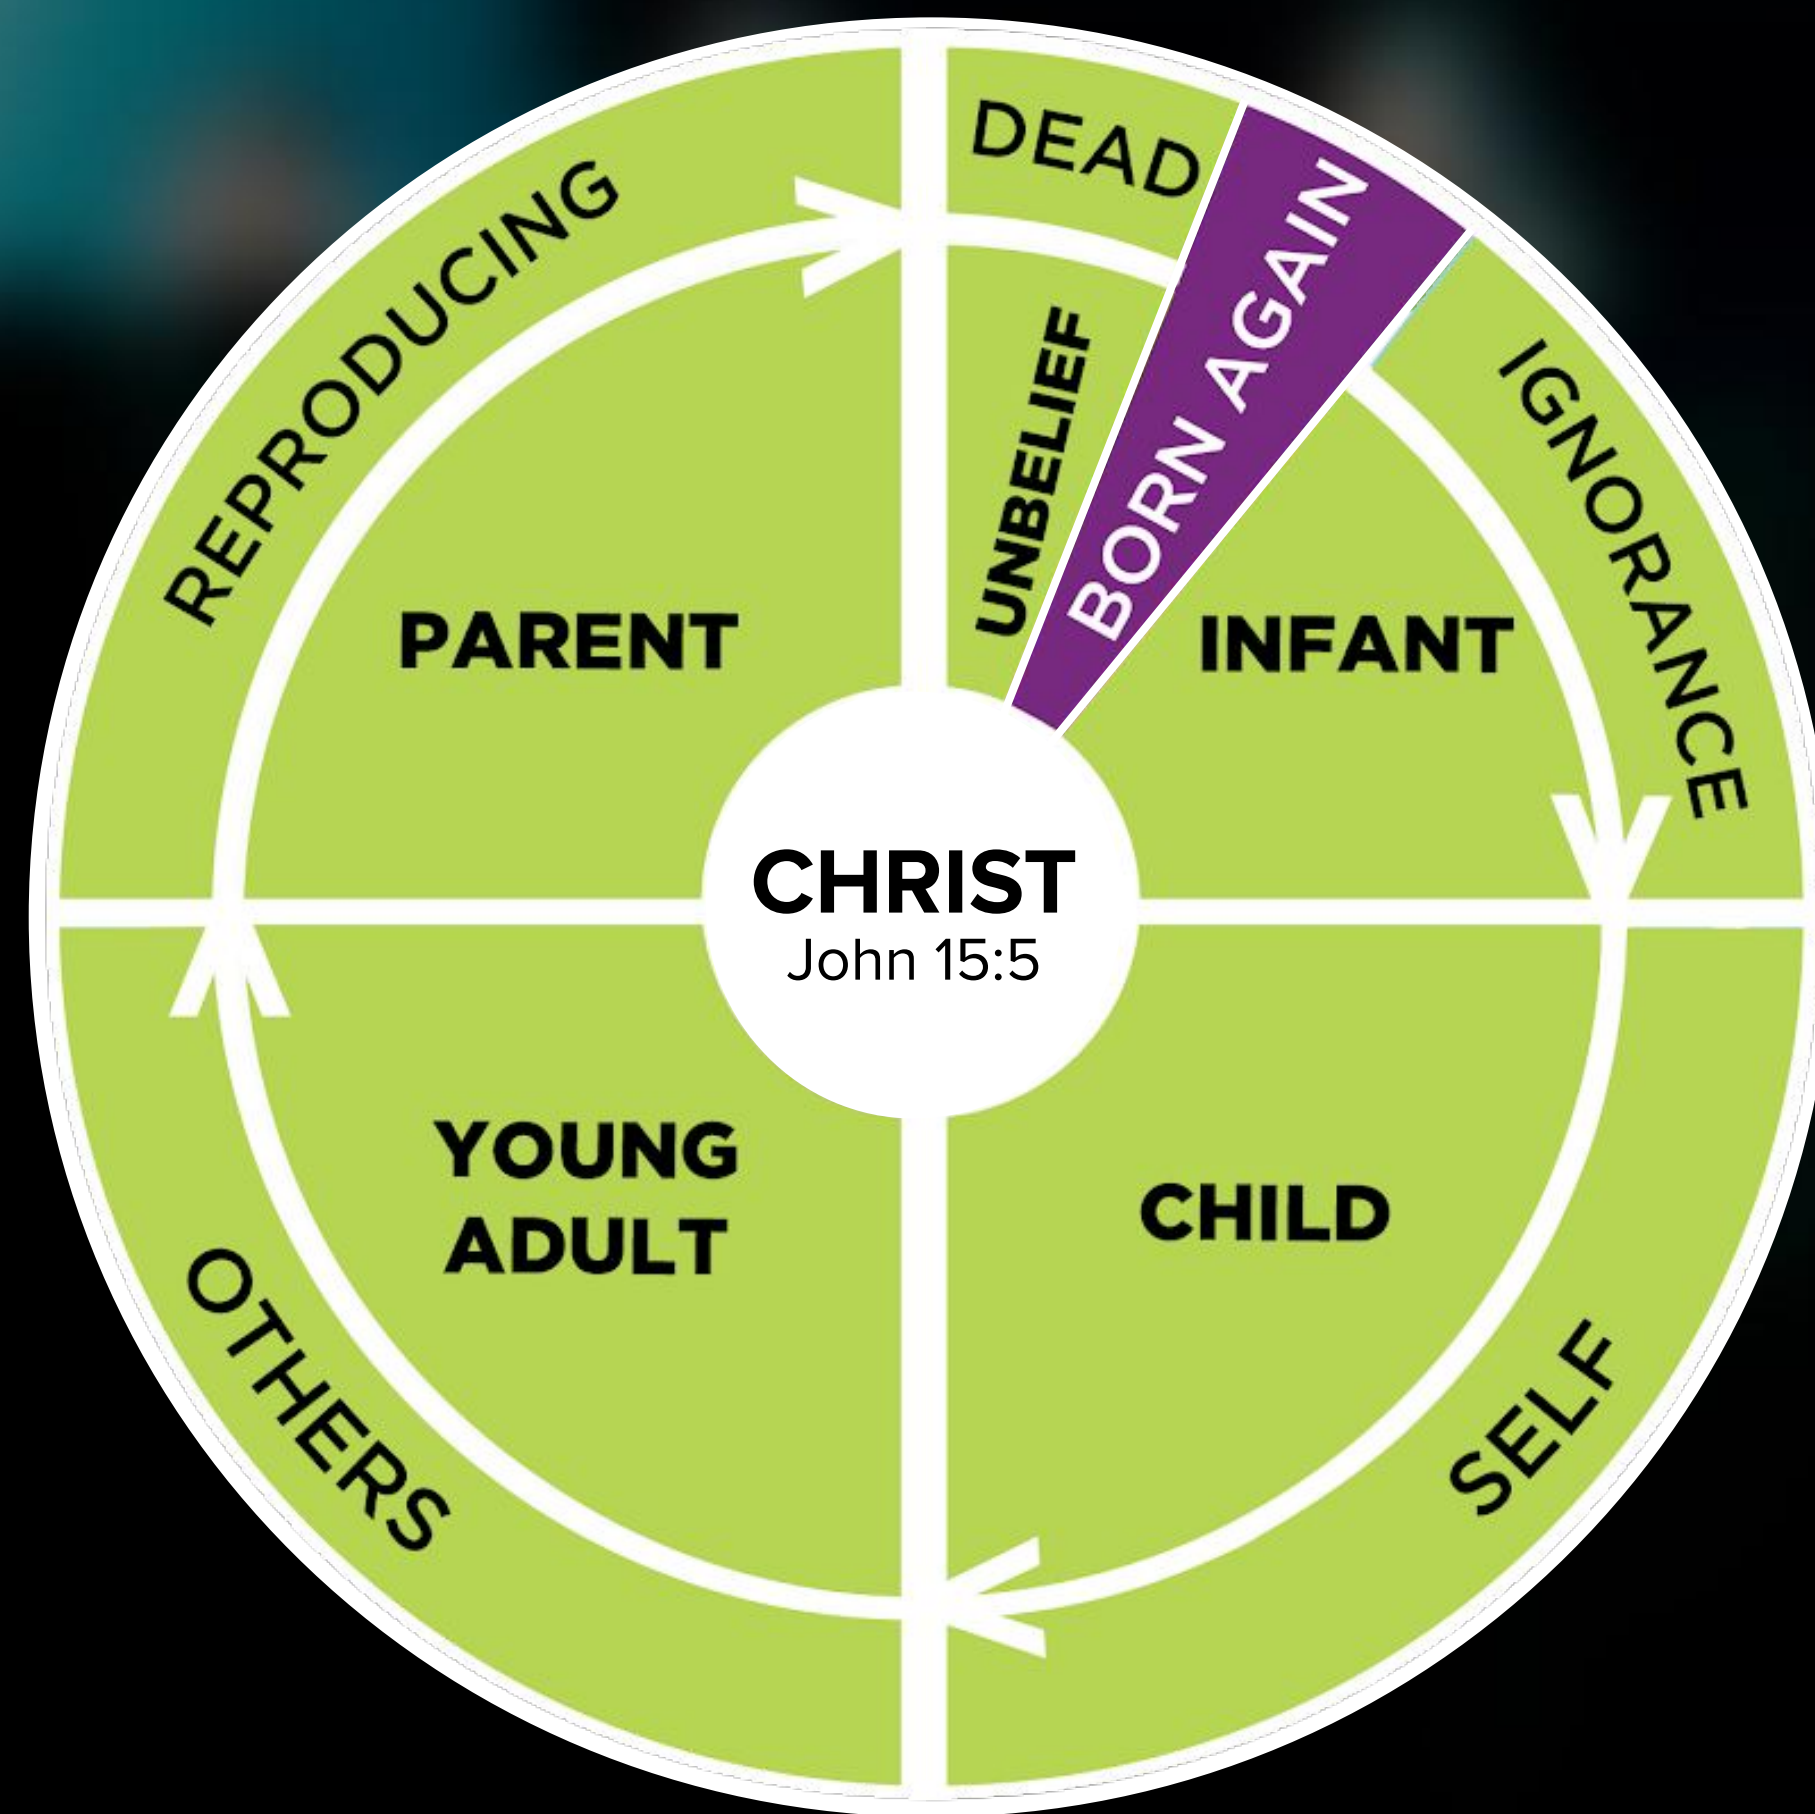 DEAD
UNBELIEF
BORN AGAIN
IGNORANCE
INFANT
CHILD
SELF
YOUNG
ADULT
OTHERS
PARENT
REPRODUCING
CHRIST
John 15:5